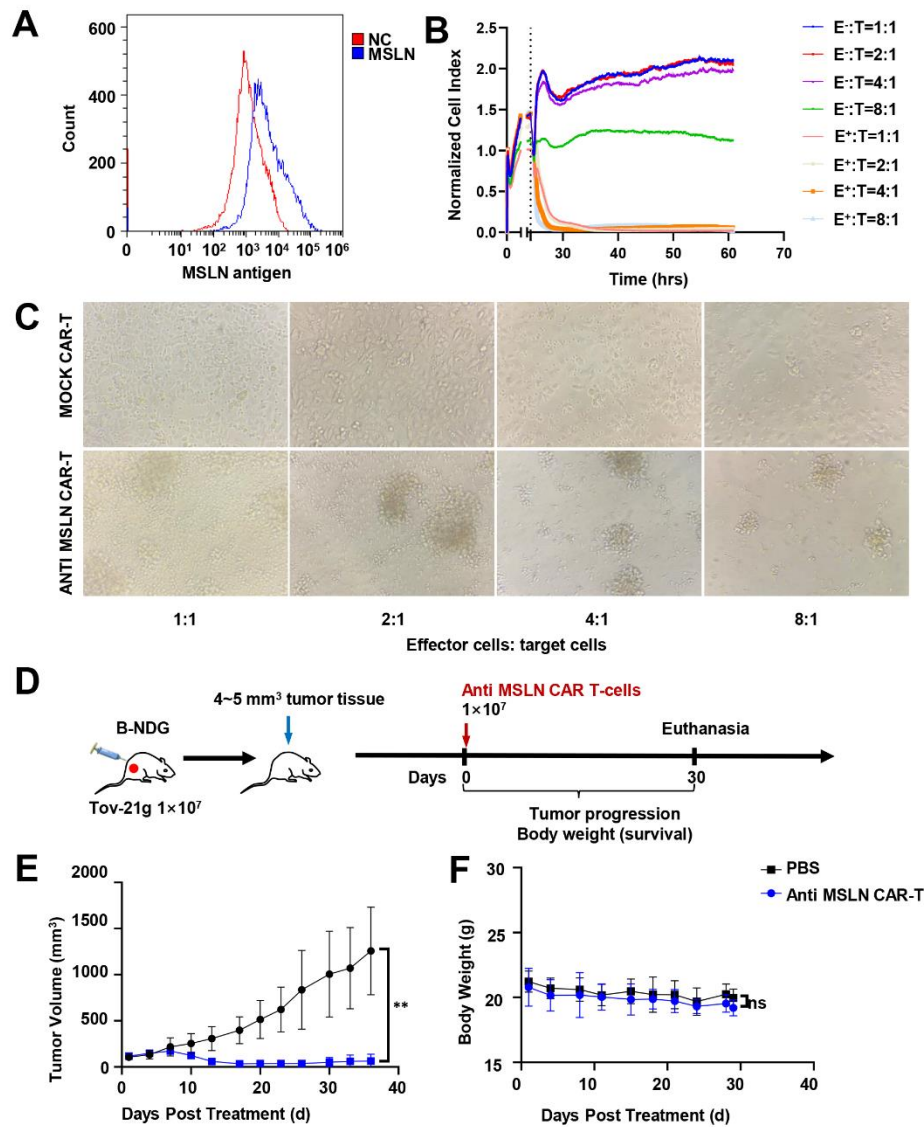 A
600
400
200
0
Count
0
10¹
10²
10³
10⁴
10⁵
10⁶
MSLN antigen
NC
MSLN
B
2.5
2.0
1.5
1.0
0.5
0.0
Normalized Cell Index
0
30
40
50
60
70
Time (hrs)
E⁻:T=1:1
E⁻:T=2:1
E⁻:T=4:1
E⁻:T=8:1
E⁺:T=1:1
E⁺:T=2:1
E⁺:T=4:1
E⁺:T=8:1
C
MOCK CAR-T
ANTI MSLN CAR-T
1:1
2:1
4:1
8:1
Effector cells: target cells
D
B-NDG
Tov-21g 1×10⁷
4~5 mm³ tumor tissue
Anti MSLN CAR T-cells
1×10⁷
Euthanasia
Days
0
30
Tumor progression
Body weight (survival)
E
2000
1500
1000
500
0
Tumor Volume (mm³)
0
10
20
30
40
Days Post Treatment (d)
**
F
30
25
20
15
Body Weight (g)
0
10
20
30
40
Days Post Treatment (d)
ns
PBS
Anti MSLN CAR-T